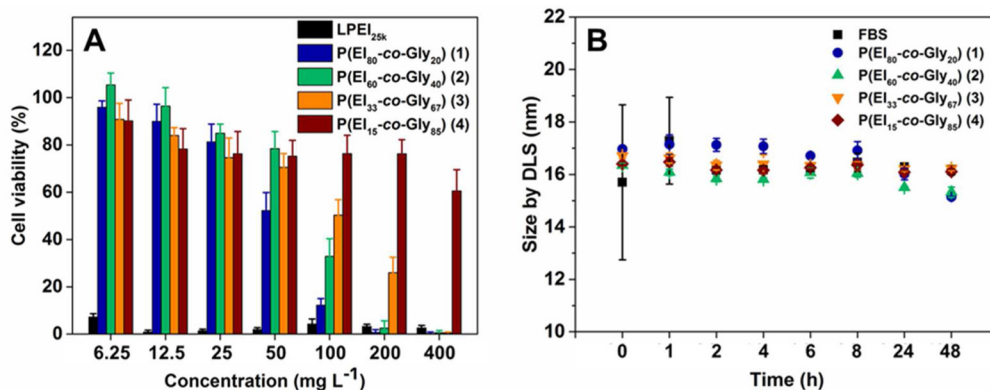 A
LPEI25k
P(EI80-co-Gly20) (1)
P(EI60-co-Gly40) (2)
P(EI33-co-Gly67) (3)
P(EI15-co-Gly85) (4)
Cell viability (%)
120
100
80
60
40
20
0
6.25 12.5 25 50 100 200 400
Concentration (mg L-1)
B
FBS
P(EI80-co-Gly20) (1)
P(EI60-co-Gly40) (2)
P(EI33-co-Gly67) (3)
P(EI15-co-Gly85) (4)
Size by DLS (nm)
22
20
18
16
14
12
10
0 1 2 4 6 8 24 48
Time (h)